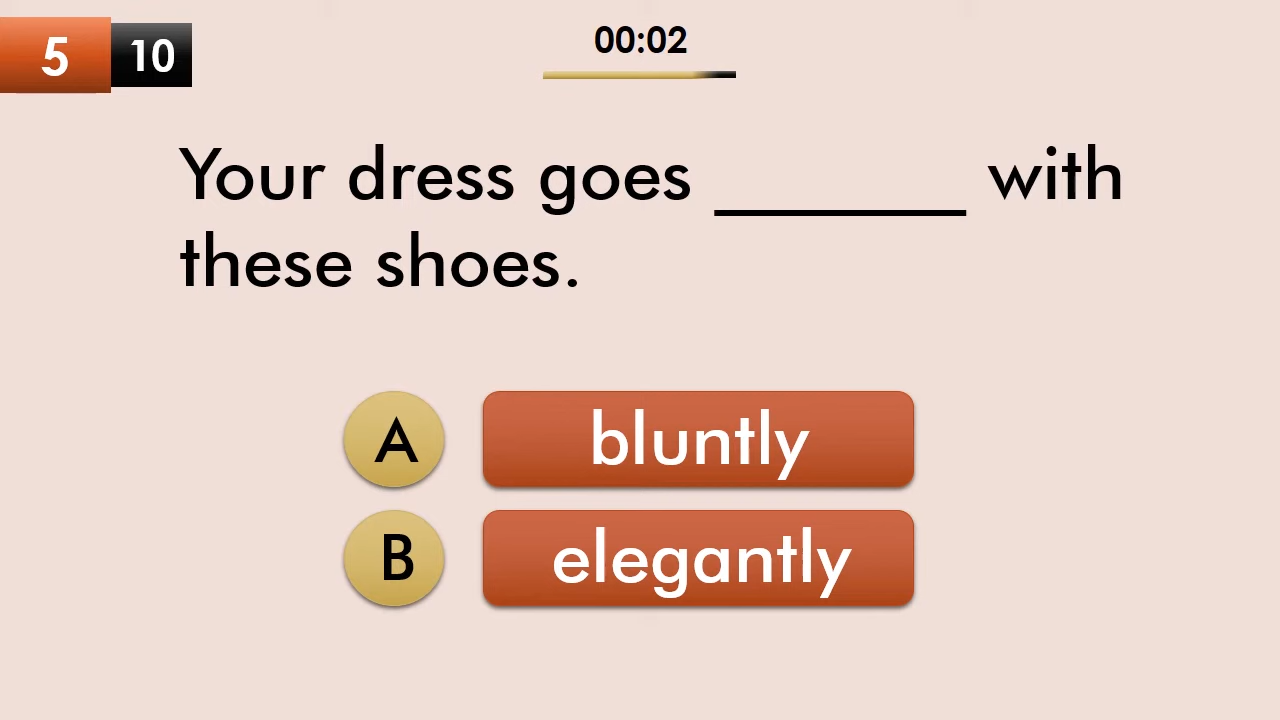 5 10
00:02
Your dress goes _______ with
these shoes.
A bluntly
B elegantly